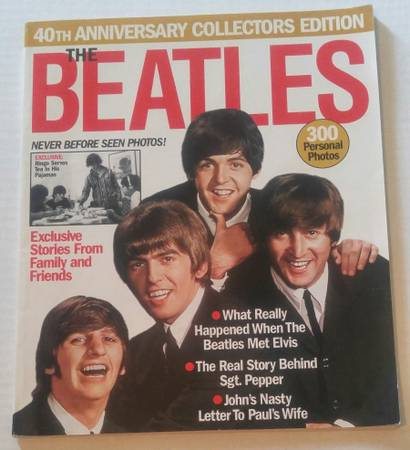 40TH ANNIVERSARY COLLECTORS EDITION
THE
BEATLES
NEVER BEFORE SEEN PHOTOS!
EXCLUSIVE:
Ringo Serves
Tea In His
Pajamas
300
Personal
Photos
Exclusive
Stories From
Family and
Friends
• What Really
Happened When The
Beatles Met Elvis
• The Real Story Behind
Sgt. Pepper
• John's Nasty
Letter To Paul's Wife